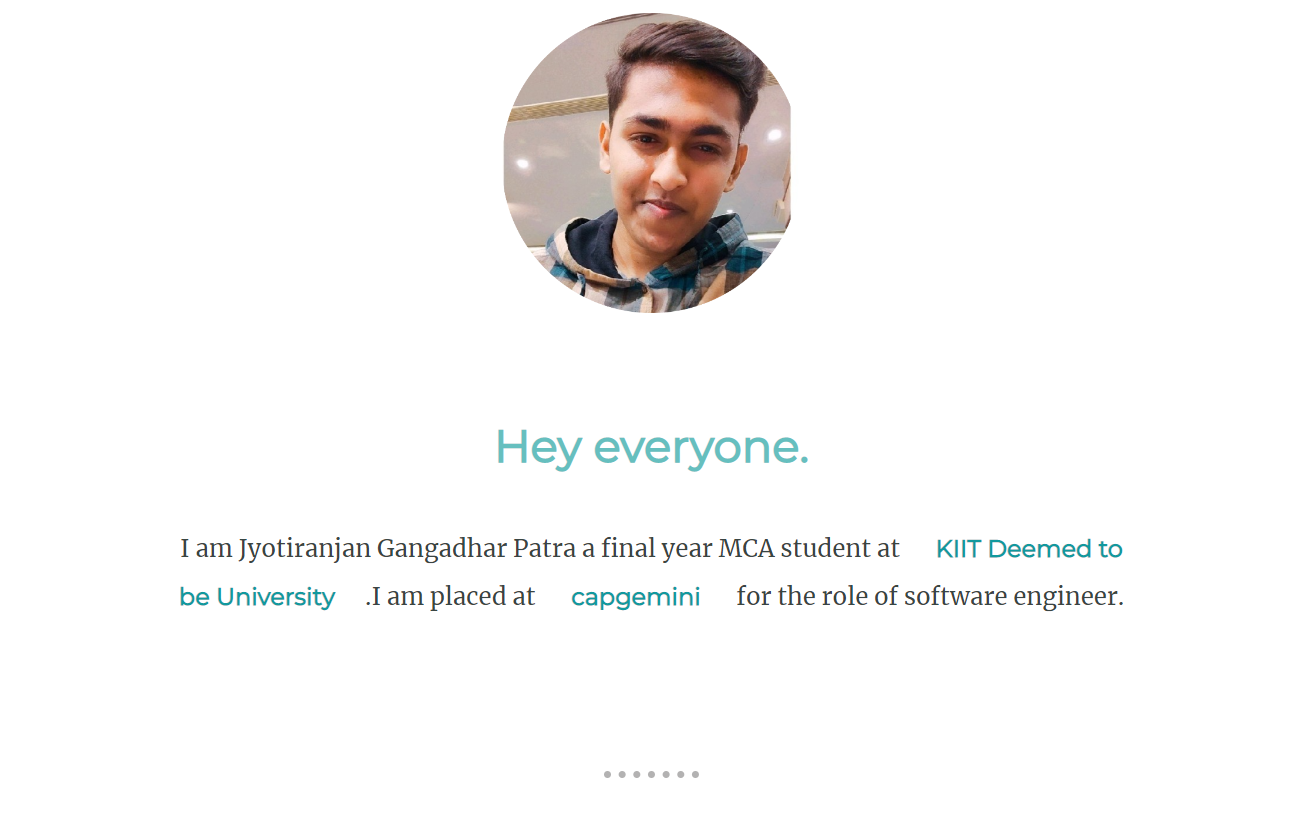 Hey everyone.
I am Jyotiranjan Gangadhar Patra a final year MCA student at KIIT Deemed to
be University .I am placed at capgemini for the role of software engineer.